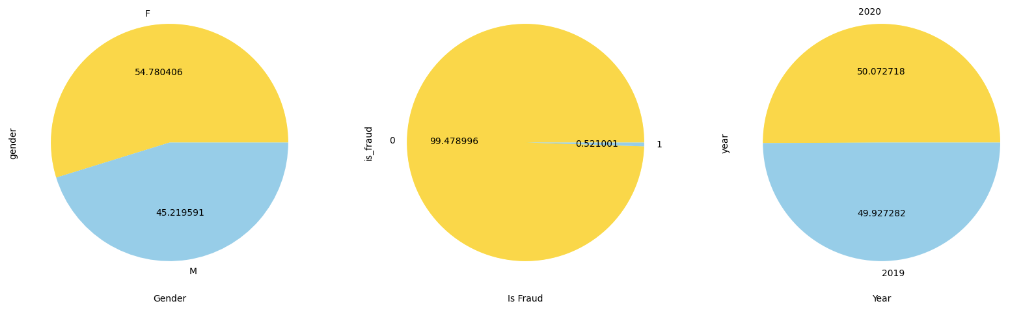 F
54.780406
gender
45.219591
M
Gender
is_fraud
0
99.478996
0.521001
1
Is Fraud
2020
50.072718
year
49.927282
2019
Year